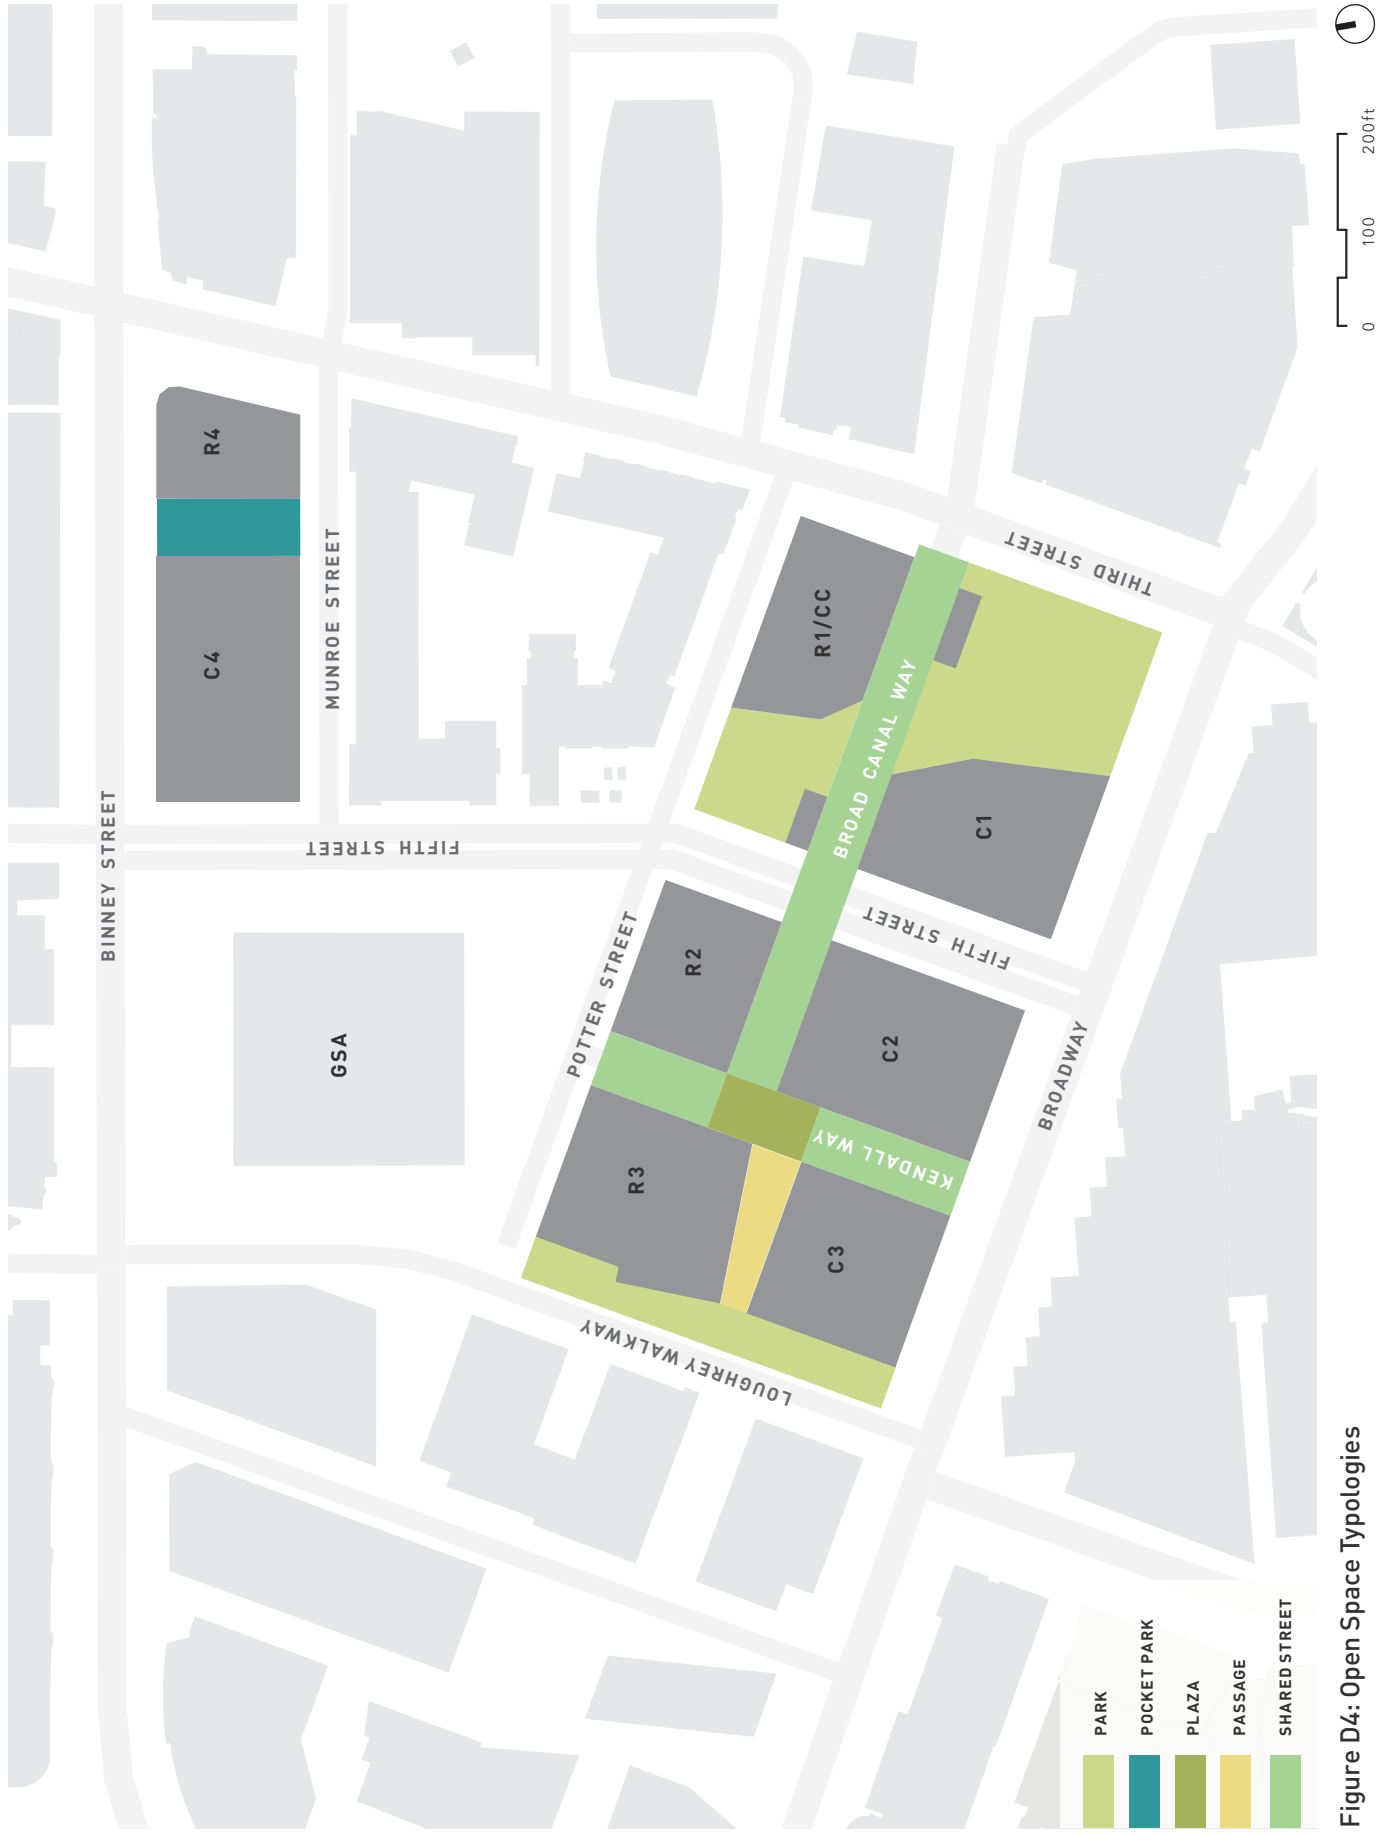 BINNEY STREET
R4
C4
MUNROE STREET
FIFTH STREET
GSA
POTTER STREET
THIRD STREET
R1/CC
BROAD CANAL WAY
C1
FIFTH STREET
R2
C2
BROADWAY
KENDALL WAY
R3
C3
LOUGHREY WALKWAY
PARK
POCKET PARK
PLAZA
PASSAGE
SHARED STREET
0 100 200ft
Figure D4: Open Space Typologies